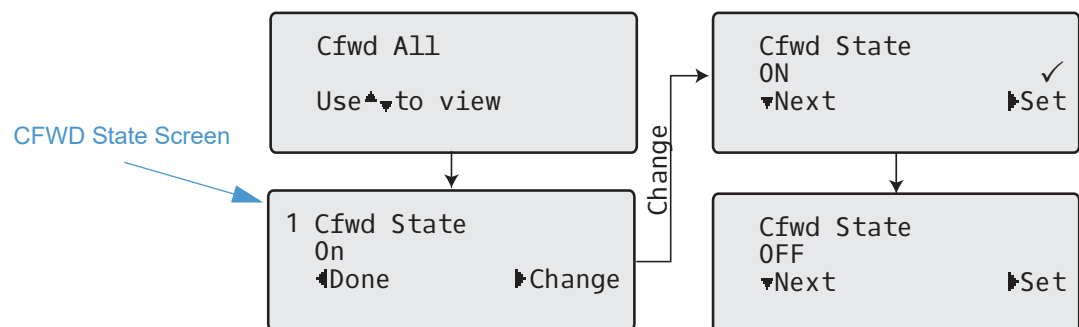 Cfwd All
Use▲▼to view
CFWD State Screen
1 Cfwd State
On
◀Done ▶Change
Change
Cfwd State
ON ✓
▼Next ▶Set
Cfwd State
OFF
▼Next ▶Set